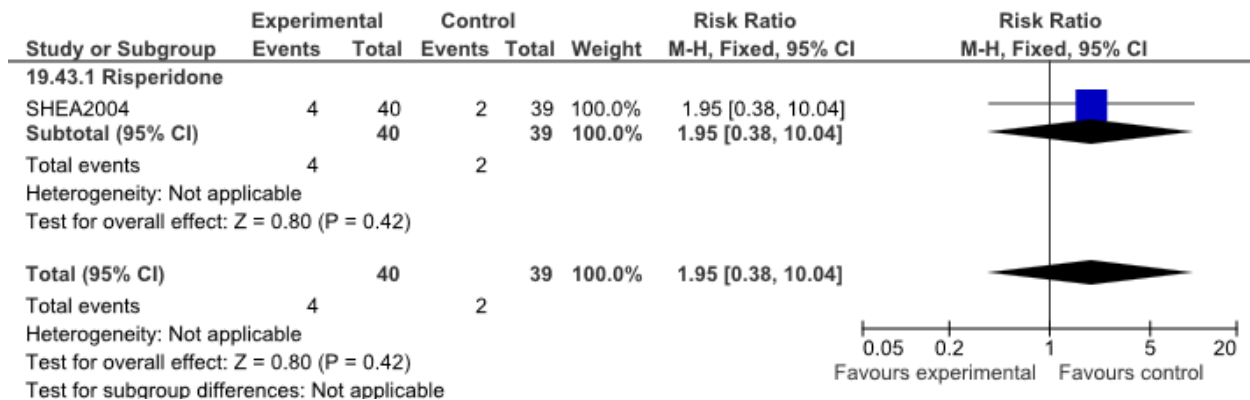 Experimental Control Risk Ratio Risk Ratio
Study or Subgroup Events Total Events Total Weight M-H, Fixed, 95% CI M-H, Fixed, 95% CI
19.43.1 Risperidone
SHEA2004 4 40 2 39 100.0% 1.95 [0.38, 10.04]
Subtotal (95% CI) 40 39 100.0% 1.95 [0.38, 10.04]
Total events 4 2
Heterogeneity: Not applicable
Test for overall effect: Z = 0.80 (P = 0.42)
Total (95% CI) 40 39 100.0% 1.95 [0.38, 10.04]
Total events 4 2
Heterogeneity: Not applicable
Test for overall effect: Z = 0.80 (P = 0.42)
Test for subgroup differences: Not applicable
0.05 0.2 1 5 20
Favours experimental Favours control